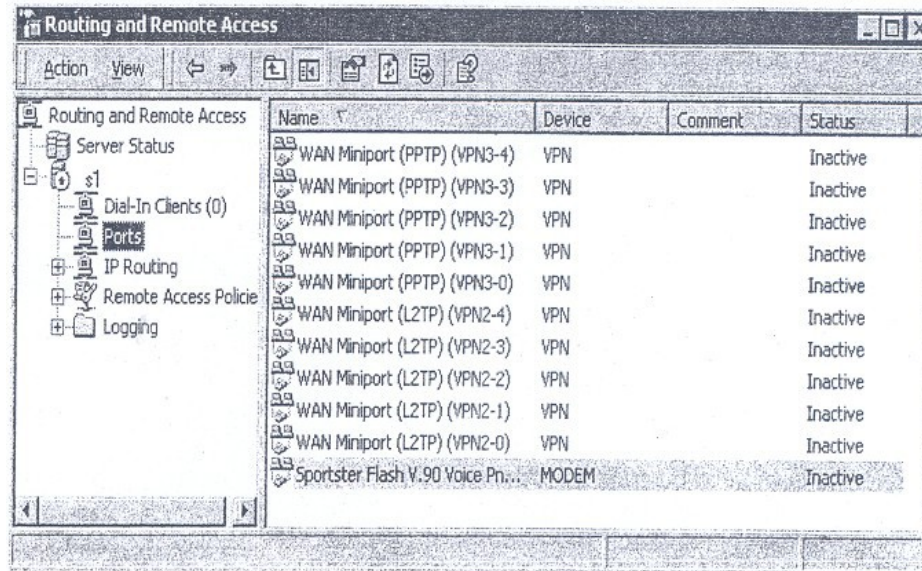 Routing and Remote Access
Action View
Routing and Remote Access
Server Status
s1
Dial-In Clients (0)
Ports
IP Routing
Remote Access Policie
Logging
Name Device Comment Status
WAN Miniport (PPTP) (VPN3-4) VPN Inactive
WAN Miniport (PPTP) (VPN3-3) VPN Inactive
WAN Miniport (PPTP) (VPN3-2) VPN Inactive
WAN Miniport (PPTP) (VPN3-1) VPN Inactive
WAN Miniport (PPTP) (VPN3-0) VPN Inactive
WAN Miniport (L2TP) (VPN2-4) VPN Inactive
WAN Miniport (L2TP) (VPN2-3) VPN Inactive
WAN Miniport (L2TP) (VPN2-2) VPN Inactive
WAN Miniport (L2TP) (VPN2-1) VPN Inactive
WAN Miniport (L2TP) (VPN2-0) VPN Inactive
Sportster Flash V.90 Voice Pn... MODEM Inactive